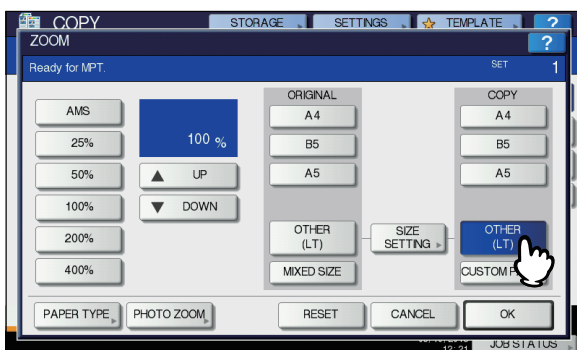 COPY
STORAGE
SETTINGS
TEMPLATE
?
ZOOM
?
Ready for MPT.
SET 1
ORIGINAL
COPY
AMS
100 %
A4
A4
25%
B5
B5
50%
UP
A5
A5
100%
DOWN
200%
OTHER
(LT)
SIZE
SETTING
OTHER
(LT)
400%
MIXED SIZE
CUSTOM
PAPER TYPE
PHOTO ZOOM
RESET
CANCEL
OK
JOB STATUS